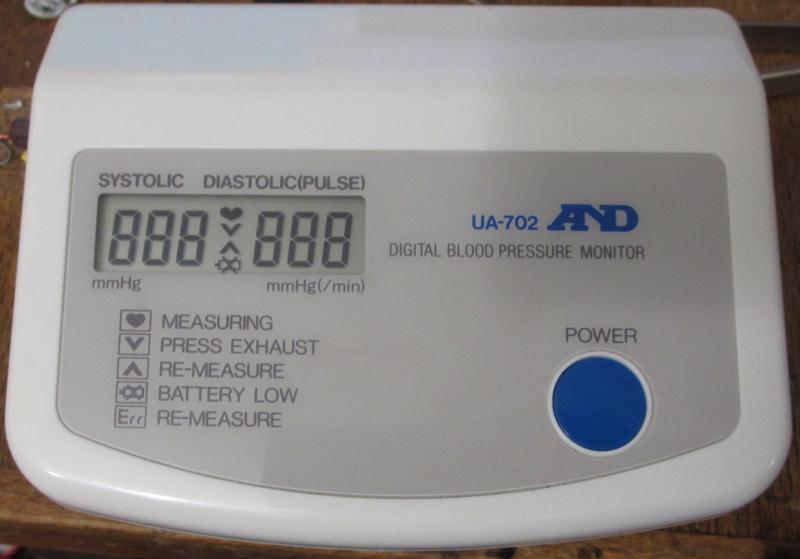 SYSTOLIC DIASTOLIC(PULSE)
888 888
mmHg mmHg(/min)
UA-702 AND
DIGITAL BLOOD PRESSURE MONITOR
MEASURING
PRESS EXHAUST
RE-MEASURE
BATTERY LOW
Err RE-MEASURE
POWER